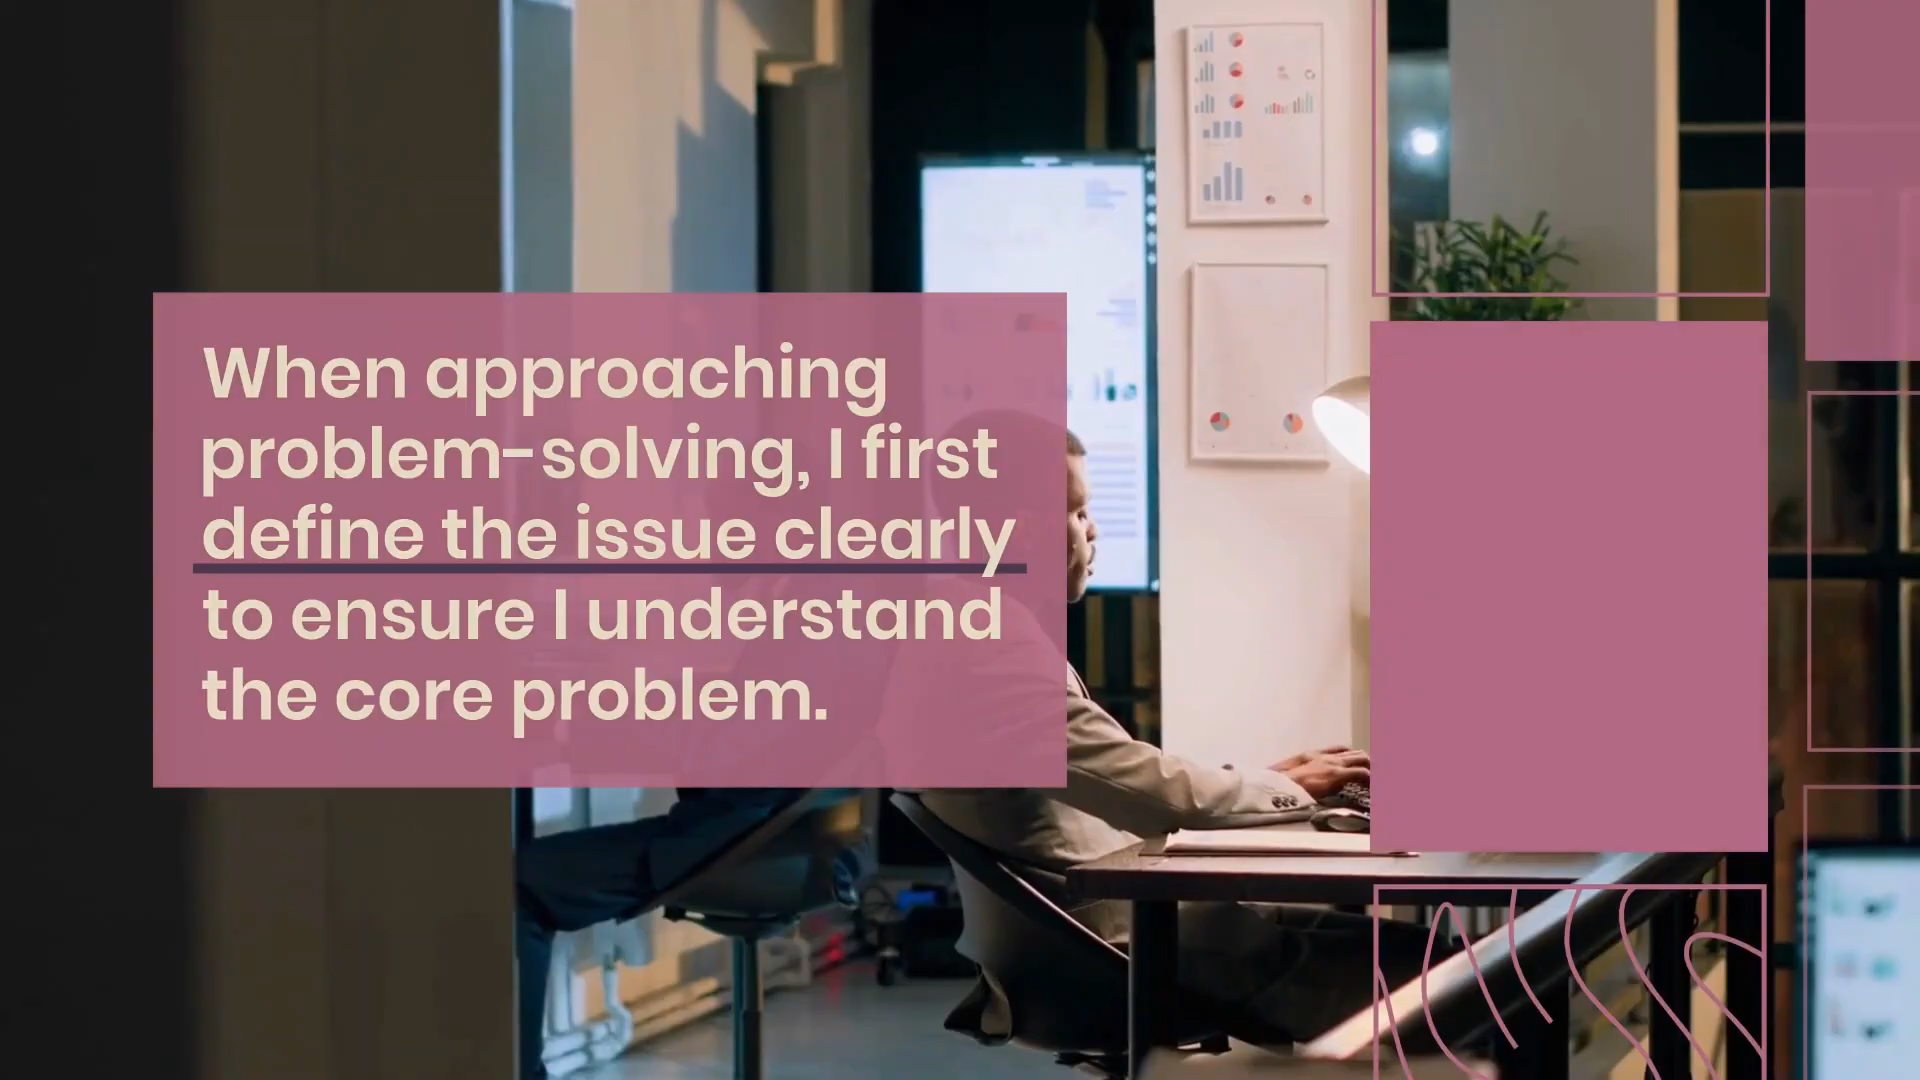 When approaching
problem-solving, I first
define the issue clearly
to ensure I understand
the core problem.